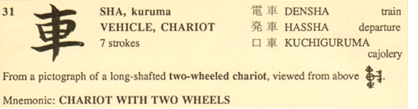 31 車 SHA, kuruma 電車 DENSHA train
VEHICLE, CHARIOT 発車 HASSHA departure
7 strokes 口車 KUCHIGURUMA
cajolery
From a pictograph of a long-shafted two-wheeled chariot, viewed from above.
Mnemonic: CHARIOT WITH TWO WHEELS